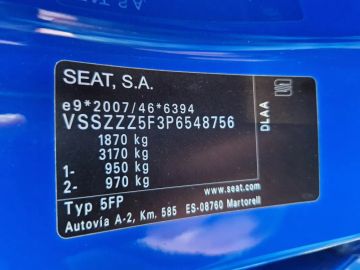 SEAT, S.A.
e9*2007/46*6394
VSSZZZ5F3P6548756
1870 kg
3170 kg
1- 950 kg
2- 970 kg
DLAA
www.seat.com
Typ 5FP
Autovía A-2, Km. 585 ES-08760 Martorell